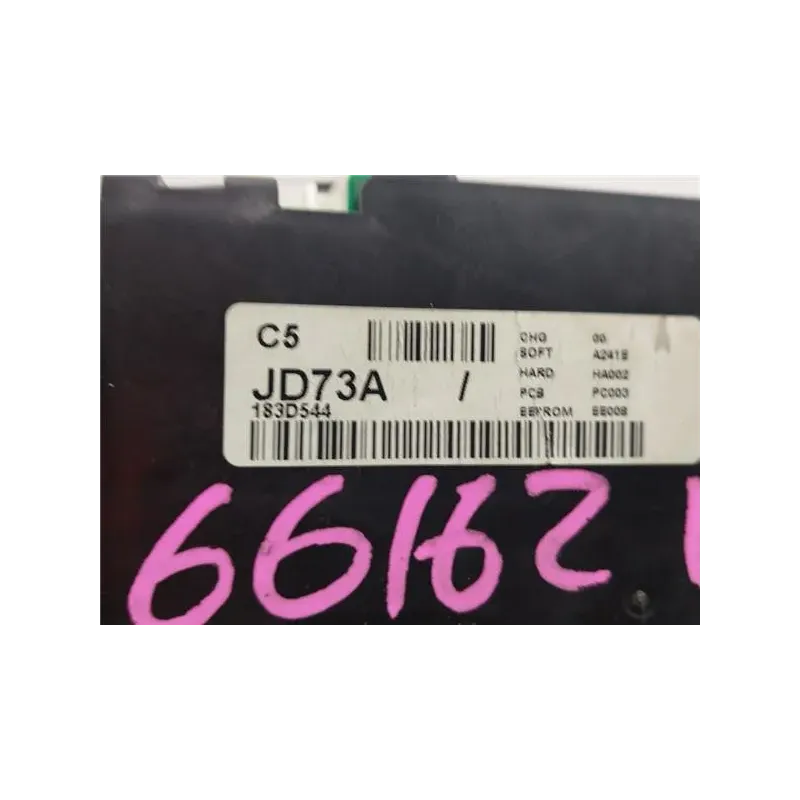 C5
JD73A /
183D544
CHG 00
SOFT A241B
HARD HA002
PCB PC003
EEPROM EE008
A
66162